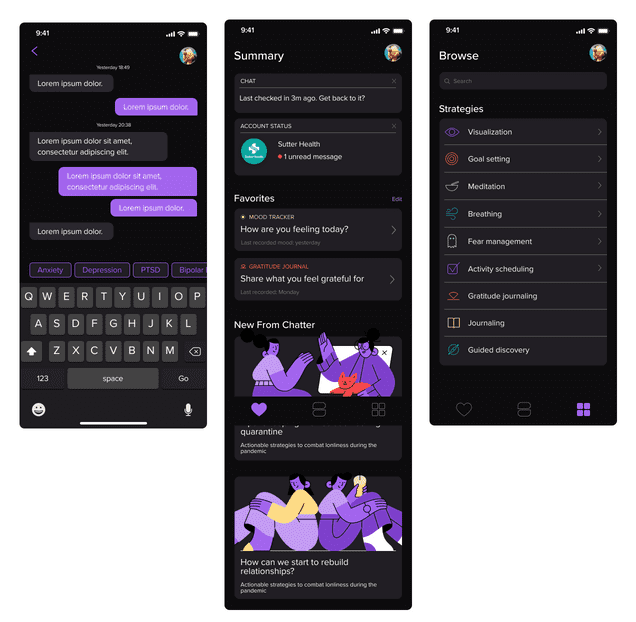 9:41
Yesterday 18:49
Lorem ipsum dolor.
Lorem ipsum dolor.
Yesterday 20:38
Lorem ipsum dolor sit amet,
consectetur adipiscing elit.
Lorem ipsum dolor sit amet,
consectetur adipiscing elit.
Lorem ipsum dolor.
Lorem ipsum dolor.
Anxiety Depression PTSD Bipolar
Q W E R T Y U I O P
A S D F G H J K L
Z X C V B N M
123 space Go
9:41
Summary
CHAT
Last checked in 3m ago. Get back to it?
ACCOUNT STATUS
Sutter Health
Sutter Health
1 unread message
Favorites Edit
MOOD TRACKER
How are you feeling today?
Last recorded mood: yesterday
GRATITUDE JOURNAL
Share what you feel grateful for
Last recorded: Monday
New From Chatter
quarantine
Actionable strategies to combat lonliness during the
pandemic
How can we start to rebuild
relationships?
Actionable strategies to combat lonliness during the
pandemic
9:41
Browse
Search
Strategies
Visualization
Goal setting
Meditation
Breathing
Fear management
Activity scheduling
Gratitude journaling
Journaling
Guided discovery